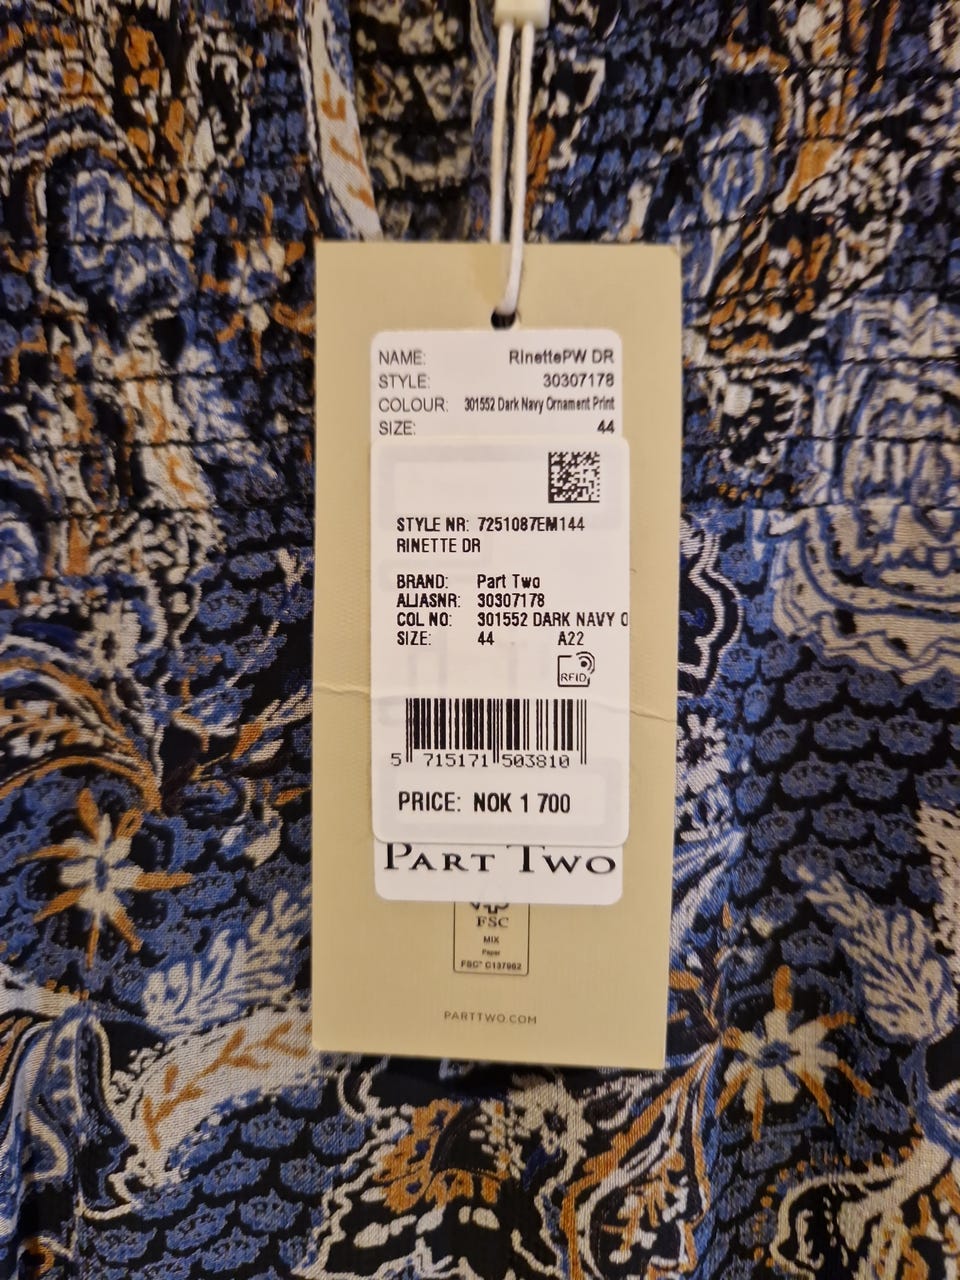 NAME: RinettePW DR
STYLE: 30307178
COLOUR: 301552 Dark Navy Ornament Print
SIZE: 44
STYLE NR: 7251087EM144
RINETTE DR
BRAND: Part Two
ALIASNR: 30307178
COL NO: 301552 DARK NAVY O
SIZE: 44 A22
RFID
5 715171 503810
PRICE: NOK 1 700
PART TWO
FSC
MIX
Paper
FSC® C137962
PARTTWO.COM